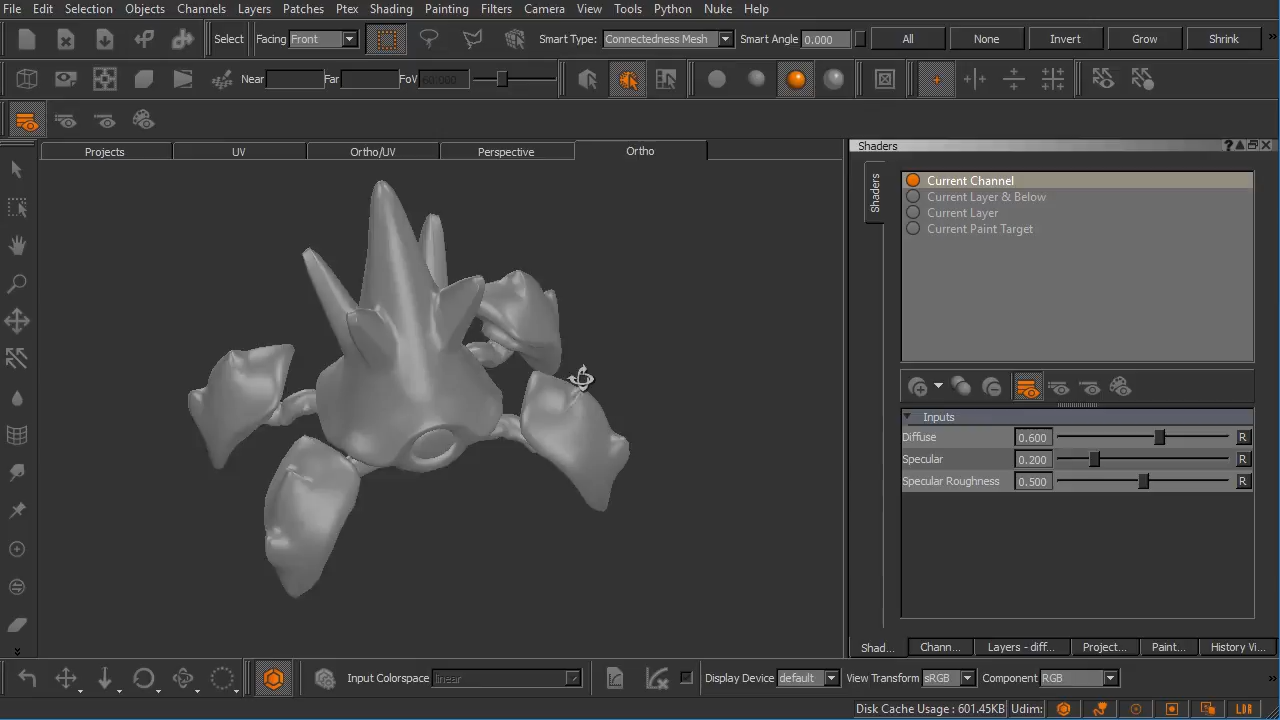 File Edit Selection Objects Channels Layers Patches Ptex Shading Painting Filters Camera View Tools Python Nuke Help
Select Facing Front Smart Type: Connectedness Mesh Smart Angle 0.000 All None Invert Grow Shrink »
Near Far FoV 60.000
Projects UV Ortho/UV Perspective Ortho
Shaders
Shaders
Current Channel
Current Layer & Below
Current Layer
Current Paint Target
Inputs
Diffuse 0.600 R
Specular 0.200 R
Specular Roughness 0.500 R
Shad... Chann... Layers - diff... Project... Paint... History Vi...
Input Colorspace linear Display Device default View Transform sRGB Component RGB »
Disk Cache Usage : 601.45KB Udim: LDR